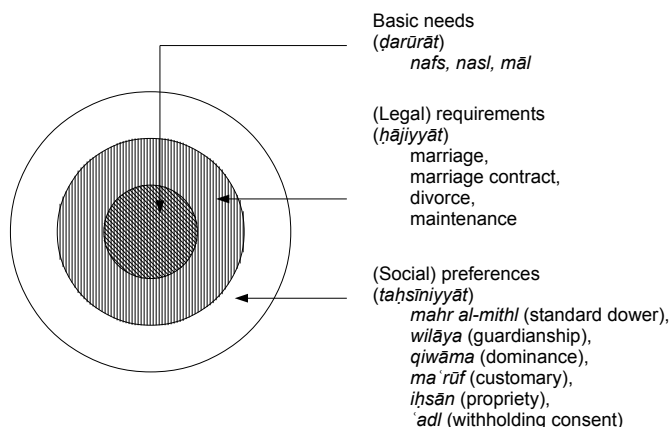 Basic needs
(ḍarūrāt)
nafs, nasl, māl
(Legal) requirements
(ḥājiyyāt)
marriage,
marriage contract,
divorce,
maintenance
(Social) preferences
(taḥsīniyyāt)
mahr al-mithl (standard dower),
wilāya (guardianship),
qiwāma (dominance),
maʿrūf (customary),
iḥsān (propriety),
ʿadl (withholding consent)